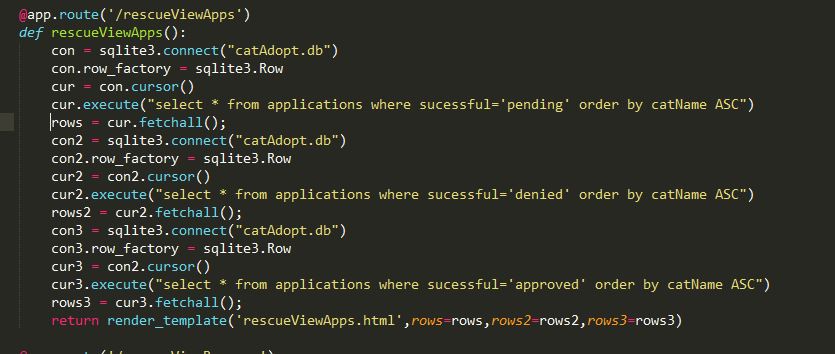 @app.route('/rescueViewApps')
def rescueViewApps():
    con = sqlite3.connect("catAdopt.db")
    con.row_factory = sqlite3.Row
    cur = con.cursor()
    cur.execute("select * from applications where sucessful='pending' order by catName ASC")
    rows = cur.fetchall();
    con2 = sqlite3.connect("catAdopt.db")
    con2.row_factory = sqlite3.Row
    cur2 = con2.cursor()
    cur2.execute("select * from applications where sucessful='denied' order by catName ASC")
    rows2 = cur2.fetchall();
    con3 = sqlite3.connect("catAdopt.db")
    con3.row_factory = sqlite3.Row
    cur3 = con2.cursor()
    cur3.execute("select * from applications where sucessful='approved' order by catName ASC")
    rows3 = cur3.fetchall();
    return render_template('rescueViewApps.html',rows=rows,rows2=rows2,rows3=rows3)